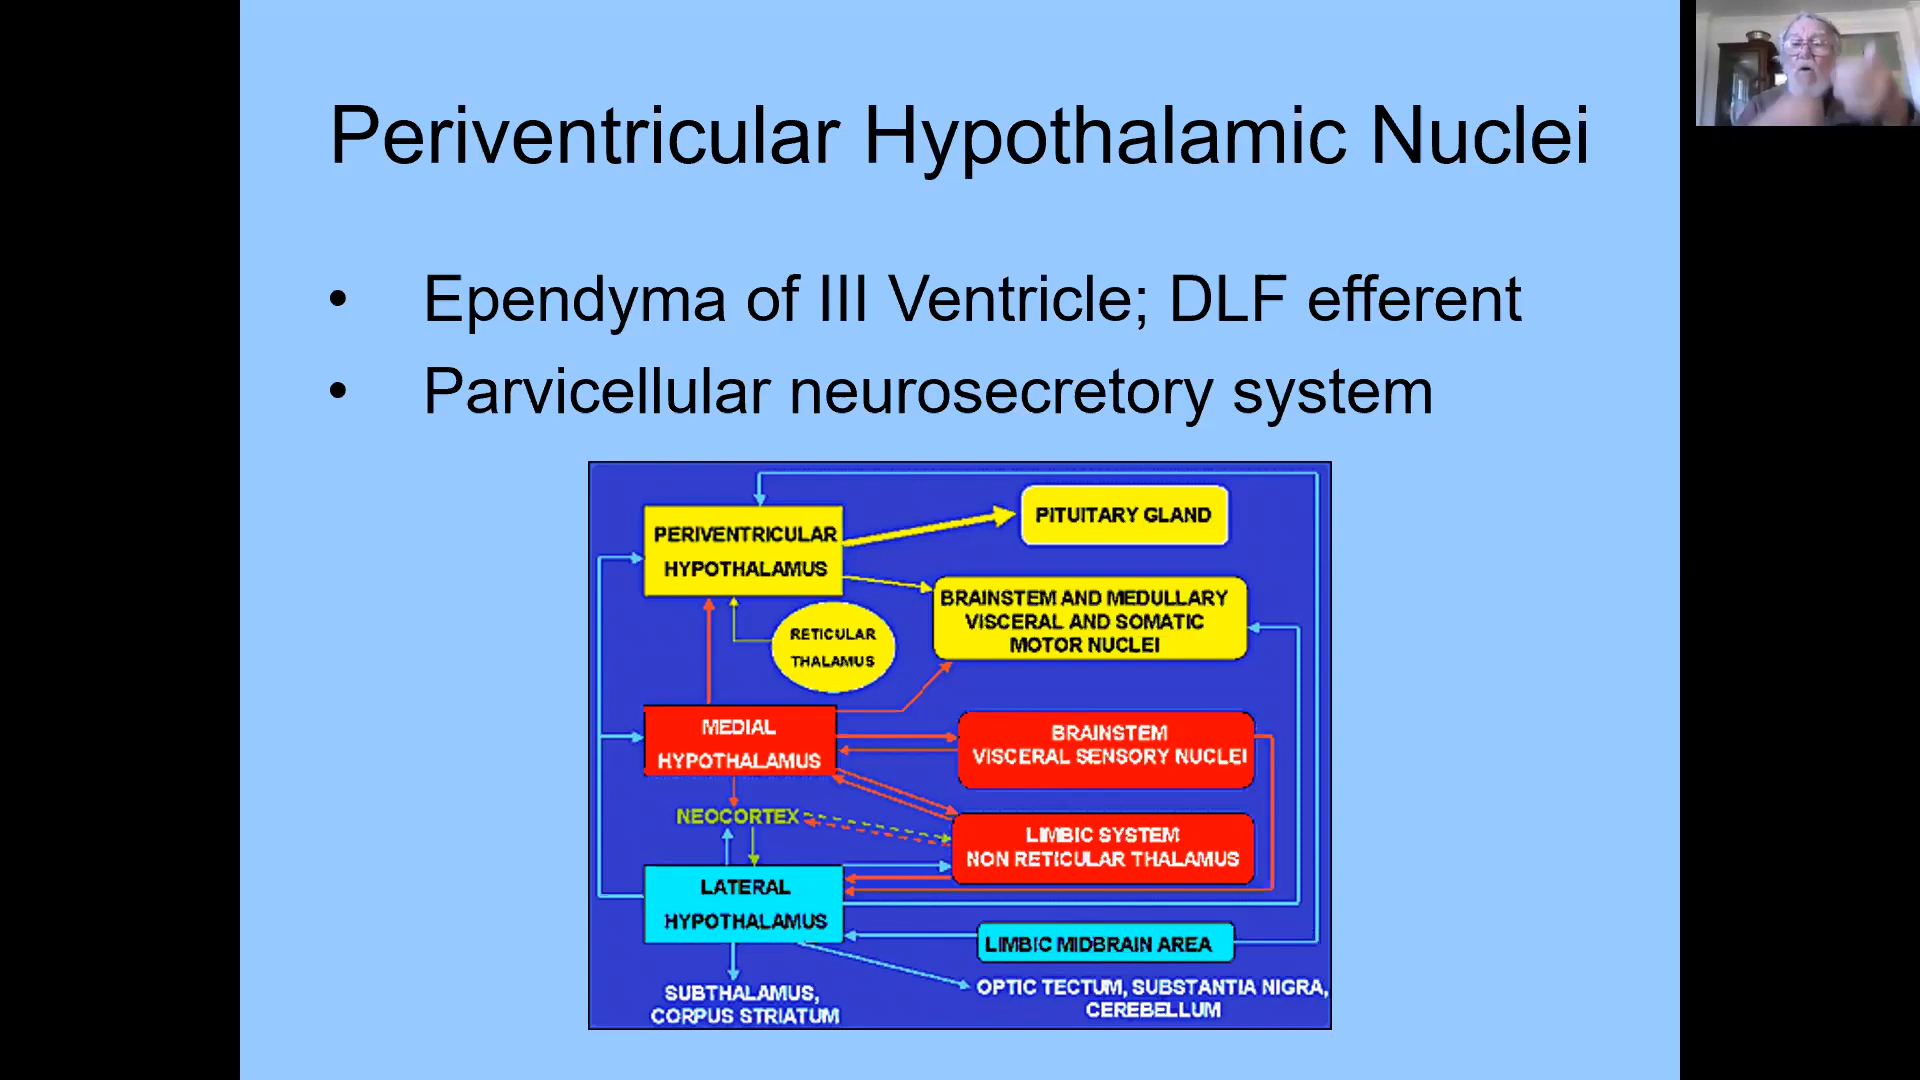 Periventricular Hypothalamic Nuclei
• Ependyma of III Ventricle; DLF efferent
• Parvicellular neurosecretory system
PERIVENTRICULAR
HYPOTHALAMUS
PITUITARY GLAND
BRAINSTEM AND MEDULLARY
VISCERAL AND SOMATIC
MOTOR NUCLEI
RETICULAR
THALAMUS
MEDIAL
HYPOTHALAMUS
BRAINSTEM
VISCERAL SENSORY NUCLEI
NEOCORTEX
LIMBIC SYSTEM
NON RETICULAR THALAMUS
LATERAL
HYPOTHALAMUS
LIMBIC MIDBRAIN AREA
SUBTHALAMUS,
CORPUS STRIATUM
OPTIC TECTUM, SUBSTANTIA NIGRA,
CEREBELLUM